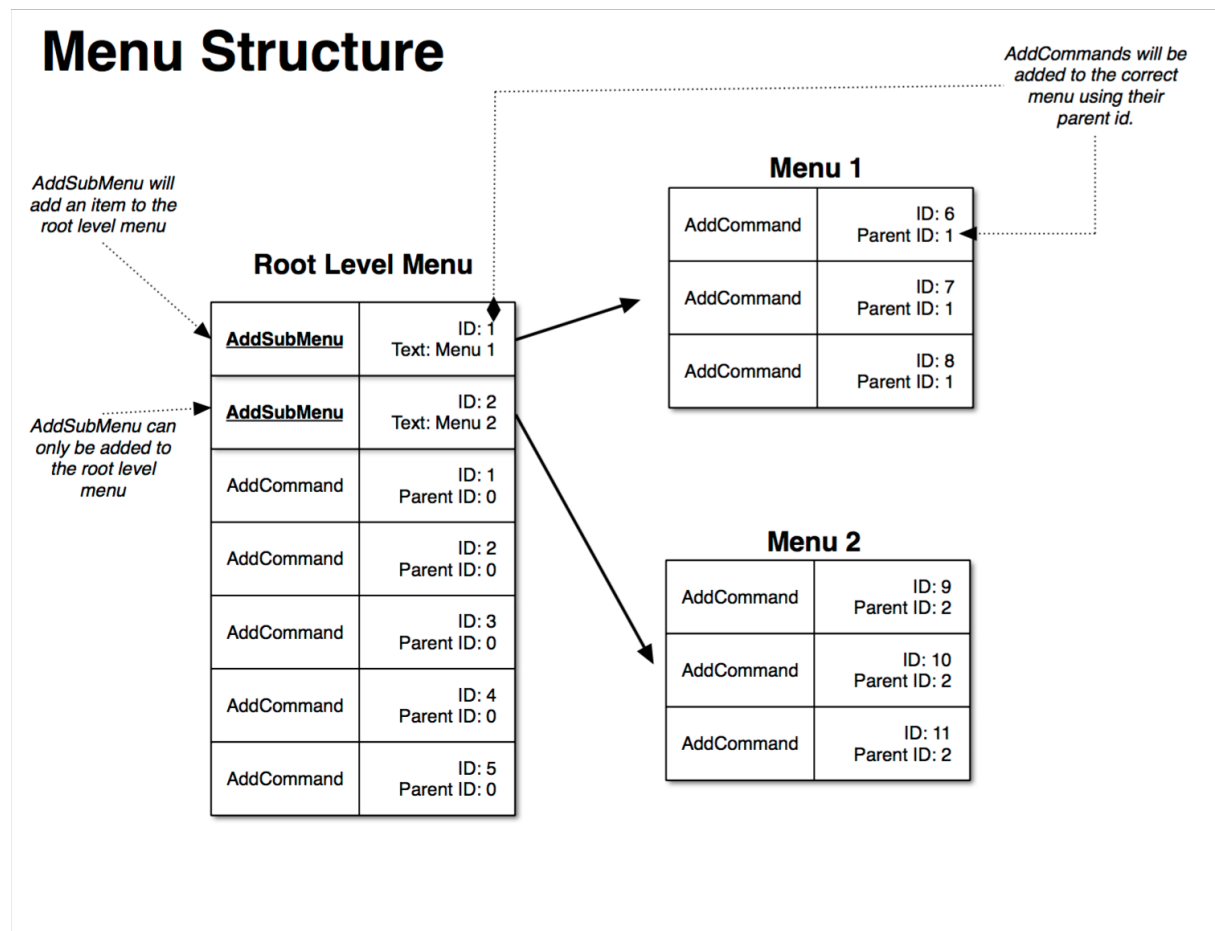 Menu Structure
AddCommands will be
added to the correct
menu using their
parent id.
AddSubMenu will
add an item to the
root level menu
AddSubMenu can
only be added to
the root level
menu
Root Level Menu
AddSubMenu
ID: 1
Text: Menu 1
AddSubMenu
ID: 2
Text: Menu 2
AddCommand
ID: 1
Parent ID: 0
AddCommand
ID: 2
Parent ID: 0
AddCommand
ID: 3
Parent ID: 0
AddCommand
ID: 4
Parent ID: 0
AddCommand
ID: 5
Parent ID: 0
Menu 1
AddCommand
ID: 6
Parent ID: 1
AddCommand
ID: 7
Parent ID: 1
AddCommand
ID: 8
Parent ID: 1
Menu 2
AddCommand
ID: 9
Parent ID: 2
AddCommand
ID: 10
Parent ID: 2
AddCommand
ID: 11
Parent ID: 2